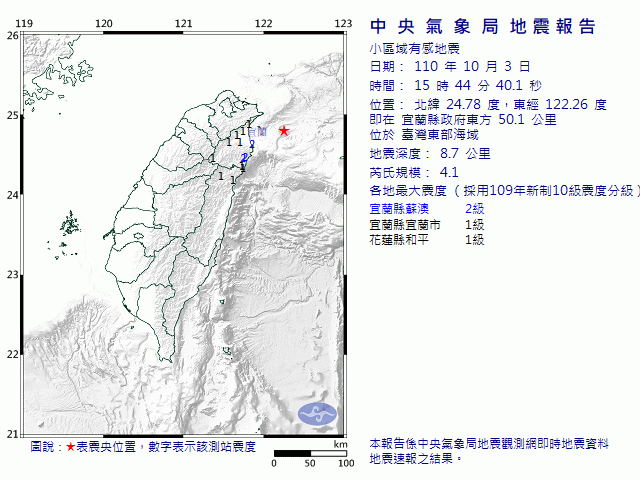 中央氣象局地震報告
小區域有感地震
日期： 110 年 10 月 3 日
時間： 15 時 44 分 40.1 秒
位置： 北緯 24.78 度，東經 122.26 度
即在 宜蘭縣政府東方 50.1 公里
位於 臺灣東部海域
地震深度： 8.7 公里
芮氏規模： 4.1
各地最大震度（採用109年新制10級震度分級）
宜蘭縣蘇澳 2級
宜蘭縣宜蘭市 1級
花蓮縣和平 1級
本報告係中央氣象局地震觀測網即時地震資料
地震速報之結果。
119 120 121 122 123
26
25
24
23
22
21
宜蘭
1
1
1
1
1
2
2
1
2
1
1
1
圖說：★表震央位置，數字表示該測站震度
km
0 50 100